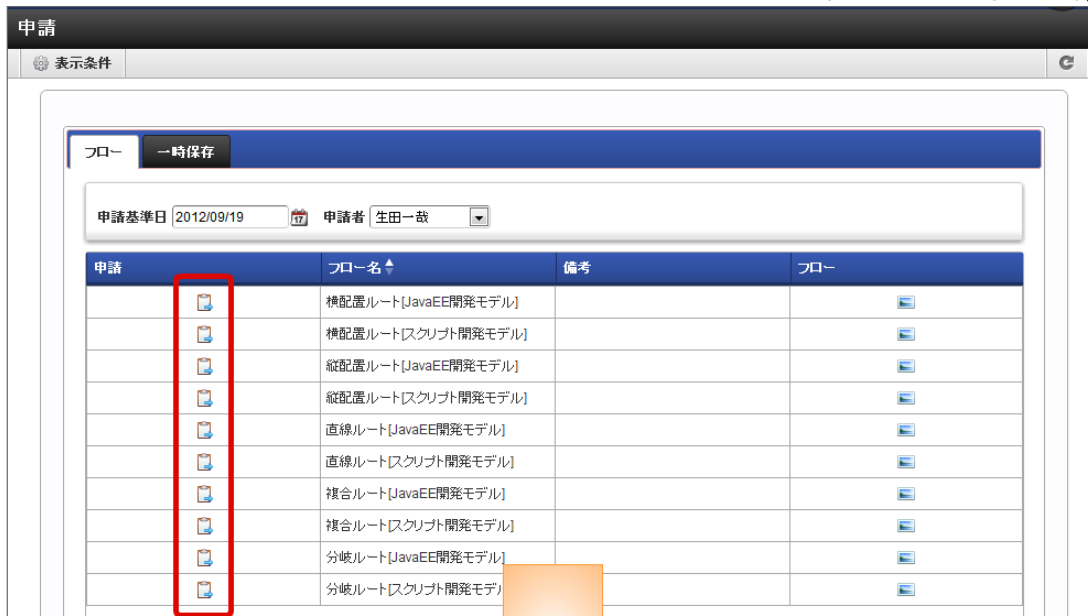 申請
表示条件
フロー 一時保存
申請基準日 2012/09/19 17 申請者 生田一哉
申請 フロー名 備考 フロー
横配置ルート[JavaEE開発モデル]
横配置ルート[スクリプト開発モデル]
縦配置ルート[JavaEE開発モデル]
縦配置ルート[スクリプト開発モデル]
直線ルート[JavaEE開発モデル]
直線ルート[スクリプト開発モデル]
複合ルート[JavaEE開発モデル]
複合ルート[スクリプト開発モデル]
分岐ルート[JavaEE開発モデル]
分岐ルート[スクリプト開発モデ